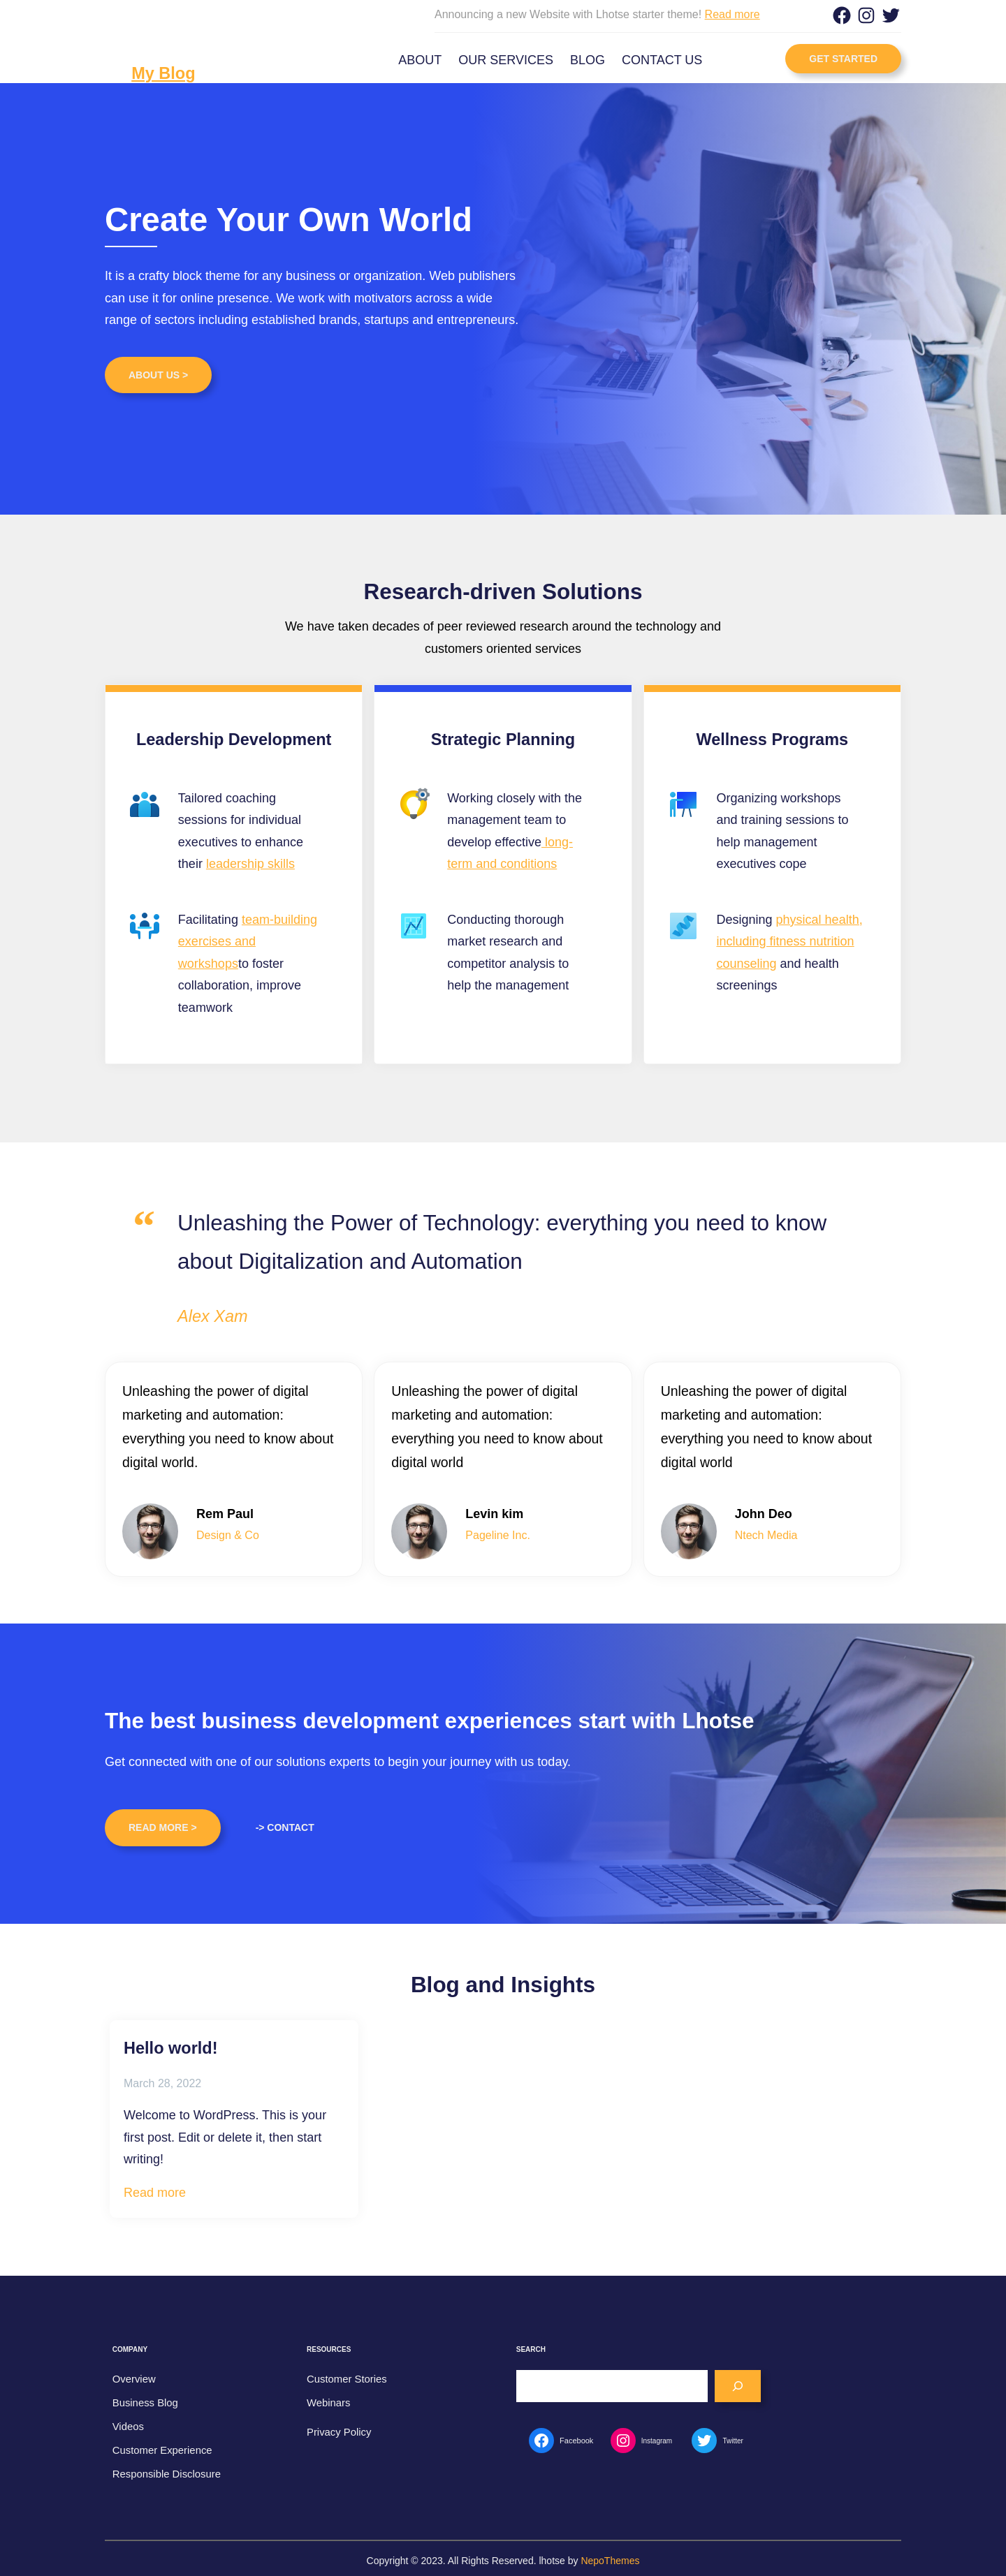 Announcing a new Website with Lhotse starter theme! Read more
My Blog
ABOUT OUR SERVICES BLOG CONTACT US
GET STARTED
Create Your Own World
It is a crafty block theme for any business or organization. Web publishers
can use it for online presence. We work with motivators across a wide
range of sectors including established brands, startups and entrepreneurs.
ABOUT US >
Research-driven Solutions
We have taken decades of peer reviewed research around the technology and
customers oriented services
Leadership Development
Tailored coaching
sessions for individual
executives to enhance
their leadership skills
Facilitating team-building
exercises and
workshopsto foster
collaboration, improve
teamwork
Strategic Planning
Working closely with the
management team to
develop effective long-
term and conditions
Conducting thorough
market research and
competitor analysis to
help the management
Wellness Programs
Organizing workshops
and training sessions to
help management
executives cope
Designing physical health,
including fitness nutrition
counseling and health
screenings
“
Unleashing the Power of Technology: everything you need to know
about Digitalization and Automation
Alex Xam
Unleashing the power of digital
marketing and automation:
everything you need to know about
digital world.
Rem Paul
Design & Co
Unleashing the power of digital
marketing and automation:
everything you need to know about
digital world
Levin kim
Pageline Inc.
Unleashing the power of digital
marketing and automation:
everything you need to know about
digital world
John Deo
Ntech Media
The best business development experiences start with Lhotse
Get connected with one of our solutions experts to begin your journey with us today.
READ MORE >
-> CONTACT
Blog and Insights
Hello world!
March 28, 2022
Welcome to WordPress. This is your
first post. Edit or delete it, then start
writing!
Read more
COMPANY
Overview
Business Blog
Videos
Customer Experience
Responsible Disclosure
RESOURCES
Customer Stories
Webinars
Privacy Policy
SEARCH
Facebook
Instagram
Twitter
Copyright © 2023. All Rights Reserved. lhotse by NepoThemes